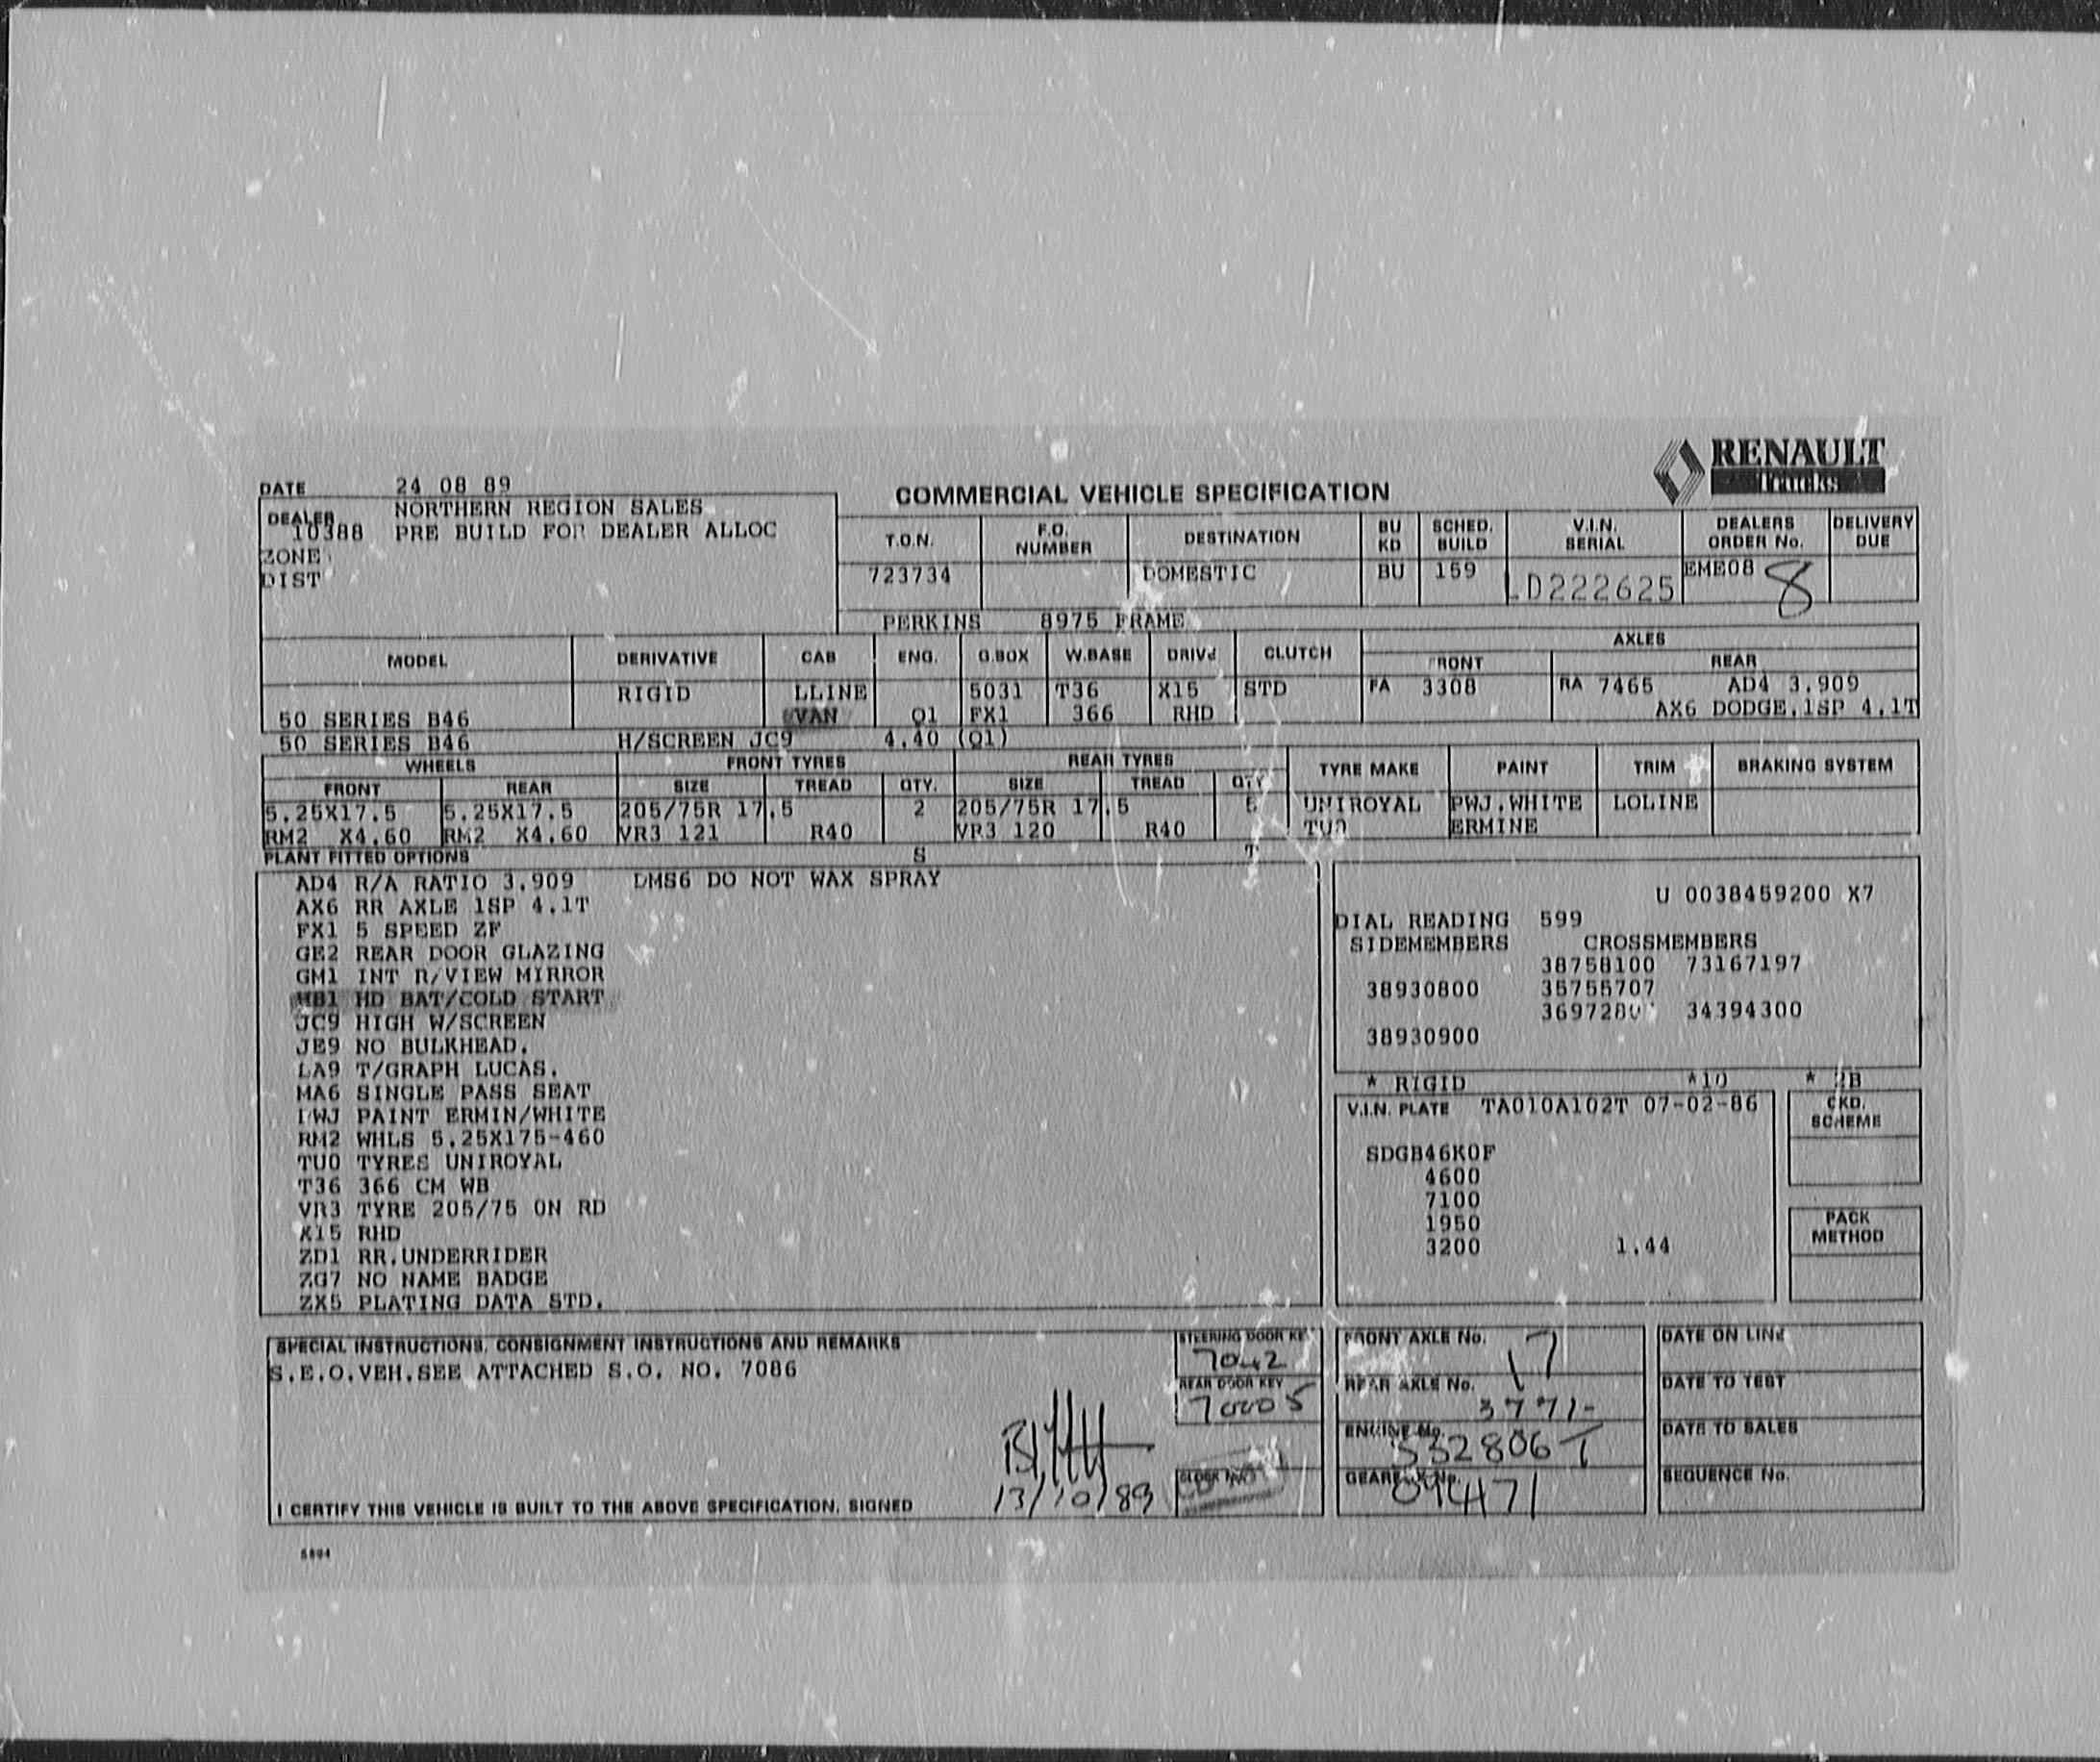 RENAULT
Trucks
DATE 24 08 89
COMMERCIAL VEHICLE SPECIFICATION
NORTHERN REGION SALES
DEALER
10388 PRE BUILD FOR DEALER ALLOC
ZONE
DIST
T.O.N. F.O. NUMBER DESTINATION BU KD SCHED. BUILD V.I.N. SERIAL DEALERS ORDER No. DELIVERY DUE
723734 DOMESTIC BU 159 D222625 EME08 8
PERKINS 8975 FRAME
MODEL DERIVATIVE CAB ENG. G.BOX W.BASE DRIVE CLUTCH AXLES
FRONT REAR
RIGID LLINE 5031 T36 X15 STD FA 3308 RA 7465 AD4 3.909
50 SERIES B46 VAN Q1 FX1 366 RHD AX6 DODGE.1SP 4.1T
50 SERIES B46 H/SCREEN JC9 4.40 (Q1)
WHEELS FRONT TYRES REAR TYRES TYRE MAKE PAINT TRIM BRAKING SYSTEM
FRONT REAR SIZE TREAD QTY. SIZE TREAD QTY
5.25X17.5 5.25X17.5 205/75R 17.5 2 205/75R 17.5 5 UNIROYAL PWJ.WHITE LOLINE
RM2 X4.60 RM2 X4.60 VR3 121 R40 VR3 120 R40 TU0 ERMINE
PLANT FITTED OPTIONS S T
AD4 R/A RATIO 3.909 DMS6 DO NOT WAX SPRAY
AX6 RR AXLE 1SP 4.1T
FX1 5 SPEED ZF
GE2 REAR DOOR GLAZING
GM1 INT R/VIEW MIRROR
HB1 HD BAT/COLD START
JC9 HIGH W/SCREEN
JE9 NO BULKHEAD.
LA9 T/GRAPH LUCAS.
MA6 SINGLE PASS SEAT
PWJ PAINT ERMIN/WHITE
RM2 WHLS 5.25X175-460
TU0 TYRES UNIROYAL
T36 366 CM WB
VR3 TYRE 205/75 ON RD
X15 RHD
ZD1 RR.UNDERRIDER
ZG7 NO NAME BADGE
ZX5 PLATING DATA STD.
U 0038459200 X7
DIAL READING 599
SIDEMEMBERS CROSSMEMBERS
38758100 73167197
38930800 35755707
34394300
38930900
* RIGID *10 *
V.I.N. PLATE TA010A102T 07-02-86
SDGB46K0F
4600
7100
1950
3200 1.44
CKD. SCHEME
PACK METHOD
SPECIAL INSTRUCTIONS, CONSIGNMENT INSTRUCTIONS AND REMARKS
S.E.O.VEH.SEE ATTACHED S.O. NO. 7086
I CERTIFY THIS VEHICLE IS BUILT TO THE ABOVE SPECIFICATION. SIGNED
13/10/89
STEERING DOOR KEY
7042
REAR DOOR KEY
70005
FRONT AXLE No. 17
REAR AXLE No. 3771-
ENGINE No. 532806 T
GEARBOX No. 094171
DATE ON LINE
DATE TO TEST
DATE TO SALES
SEQUENCE No.